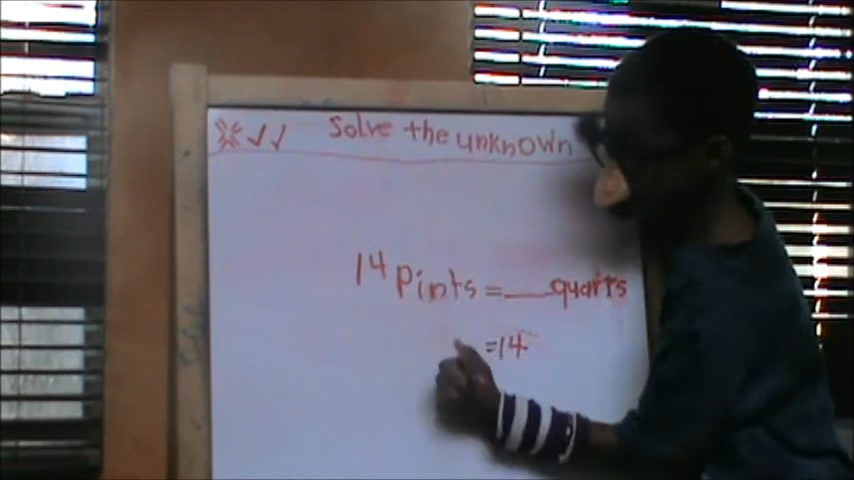 ✓✓ Solve the unknown
14 Pints = ___ quarts
=14